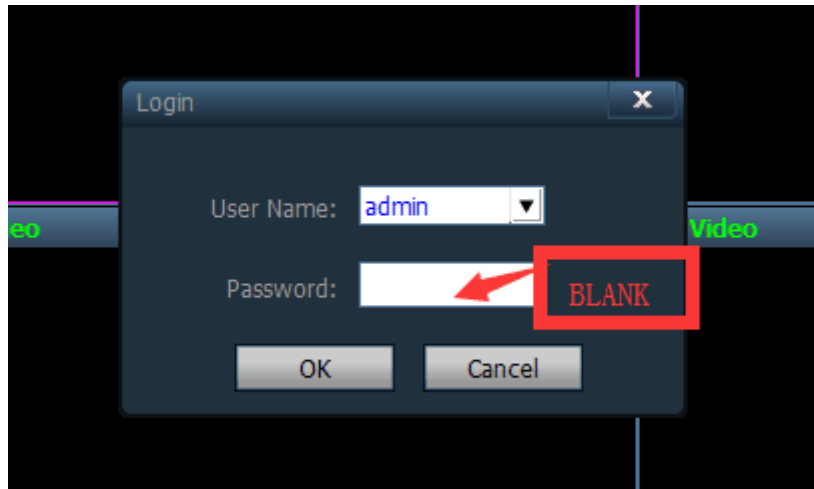 Login
X
User Name: admin
eo
Video
Password:
BLANK
OK Cancel